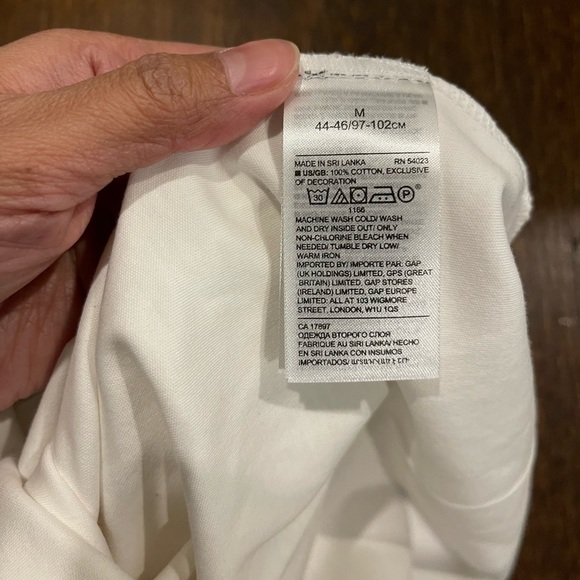 M
44-46/97-102CM
MADE IN SRI LANKA RN 54023
US/GB: 100% COTTON, EXCLUSIVE
OF DECORATION
30 P
1166
MACHINE WASH COLD/ WASH
AND DRY INSIDE OUT/ ONLY
NON-CHLORINE BLEACH WHEN
NEEDED/ TUMBLE DRY LOW/
WARM IRON
IMPORTED BY/ IMPORTE PAR: GAP
(UK HOLDINGS) LIMITED, GPS (GREAT
BRITAIN) LIMITED, GAP STORES
(IRELAND) LIMITED, GAP EUROPE
LIMITED: ALL AT 103 WIGMORE
STREET, LONDON, W1U 1QS
CA 17897
ОДЕЖДА ВТОРОГО СЛОЯ
FABRIQUE AU SRI LANKA/ HECHO
EN SRI LANKA CON INSUMOS
IMPORTADOS/